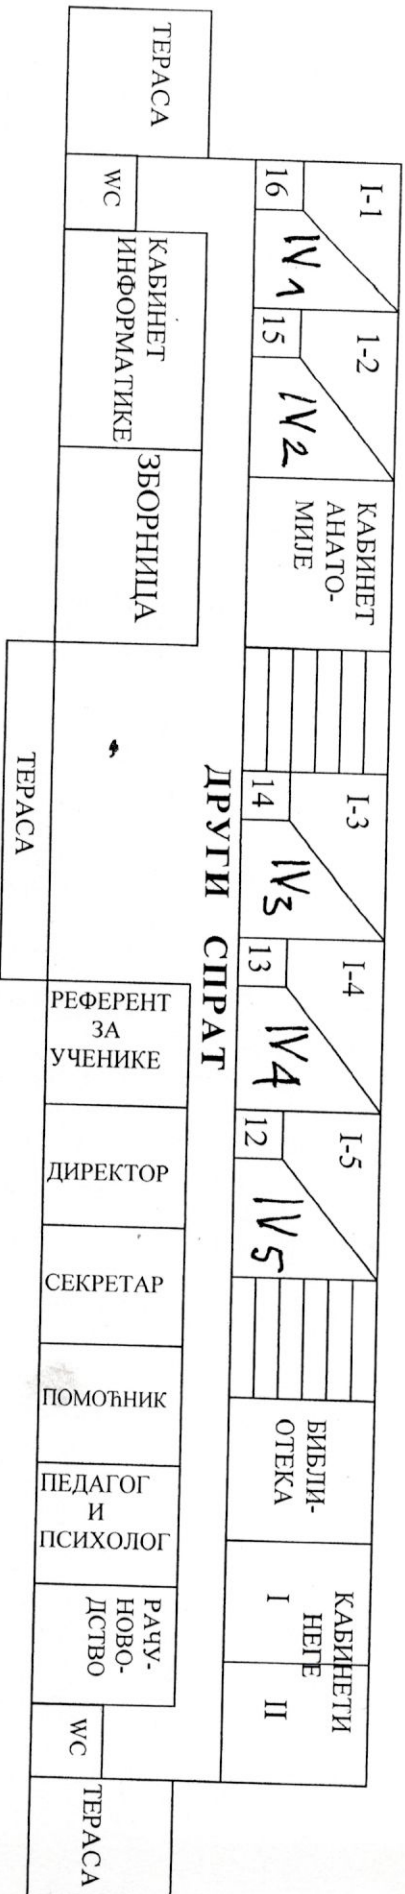 I-1
16
IV1
I-2
15
IV2
КАБИНЕТ
АНАТО-
МИЈЕ
I-3
14
IV3
I-4
13
IV4
I-5
12
IV5
БИБЛИ-
ОТЕКА
КАБИНЕТИ
НЕГЕ
I
II
ДРУГИ СПРАТ
ТЕРАСА
WC
КАБИНЕТ
ИНФОРМАТИКЕ
ЗБОРНИЦА
ТЕРАСА
РЕФЕРЕНТ
ЗА
УЧЕНИКЕ
ДИРЕКТОР
СЕКРЕТАР
ПОМОЋНИК
ПЕДАГОГ
И
ПСИХОЛОГ
РАЧУ-
НОВО-
ДСТВО
WC
ТЕРАСА